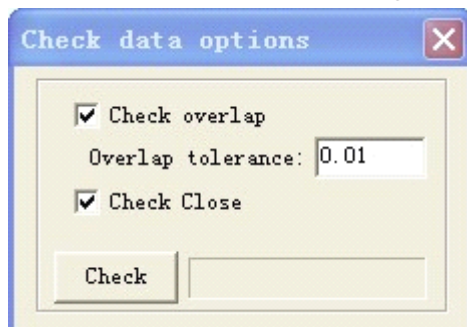 Check data options
Check overlap
Overlap tolerance: 0.01
Check Close
Check